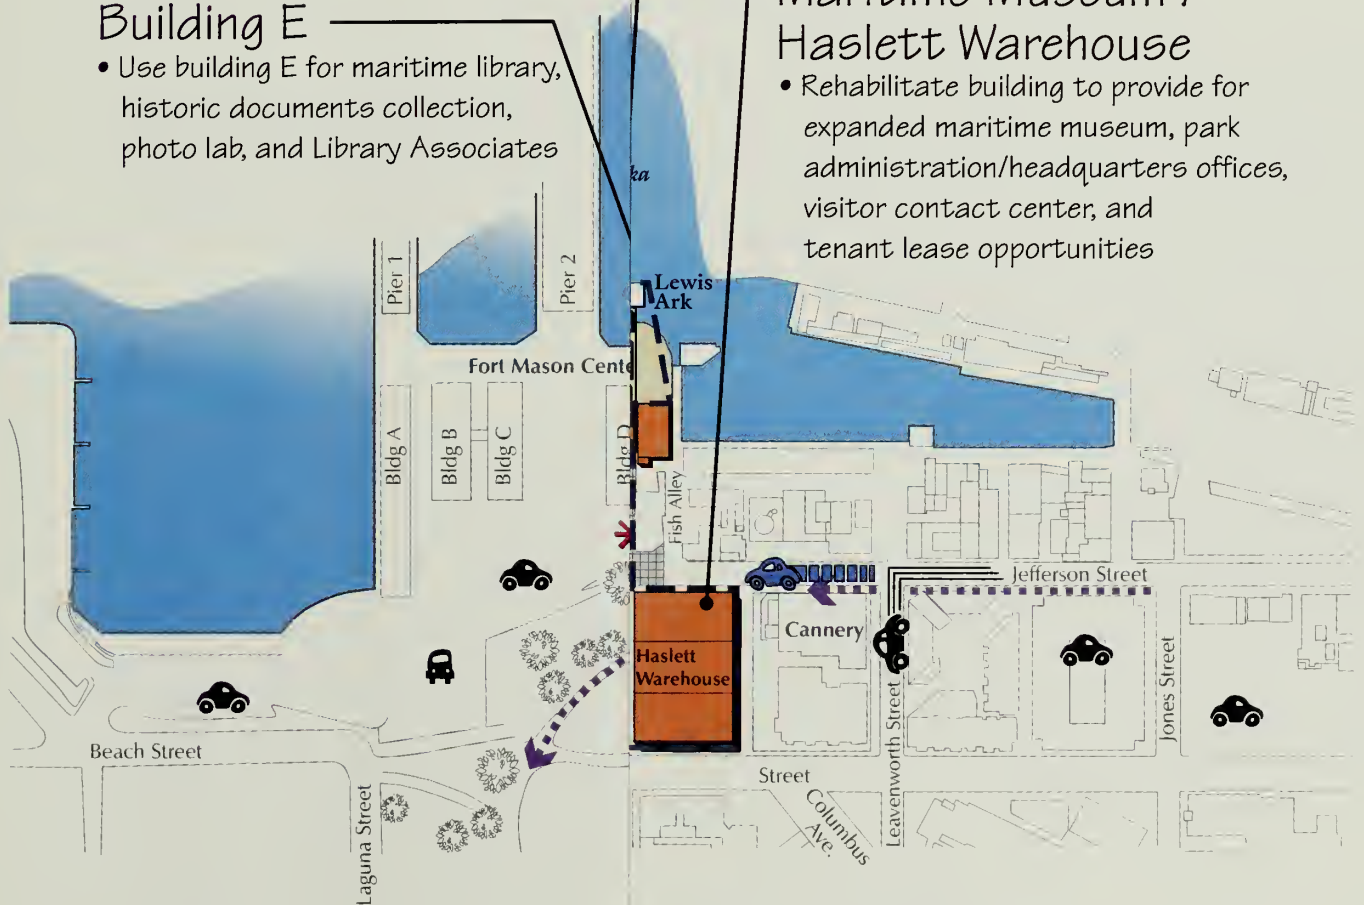 Building E
• Use building E for maritime library,
historic documents collection,
photo lab, and Library Associates
Maritime Museum /
Haslett Warehouse
• Rehabilitate building to provide for
expanded maritime museum, park
administration/headquarters offices,
visitor contact center, and
tenant lease opportunities
ka
Pier 1
Pier 2
Lewis
Ark
Fort Mason Cente
Bldg A
Bldg B
Bldg C
Bldg D
Fish Alley
Jefferson Street
Cannery
Haslett
Warehouse
Leavenworth Street
Jones Street
Beach Street
Street
Columbus
Ave.
Laguna Street